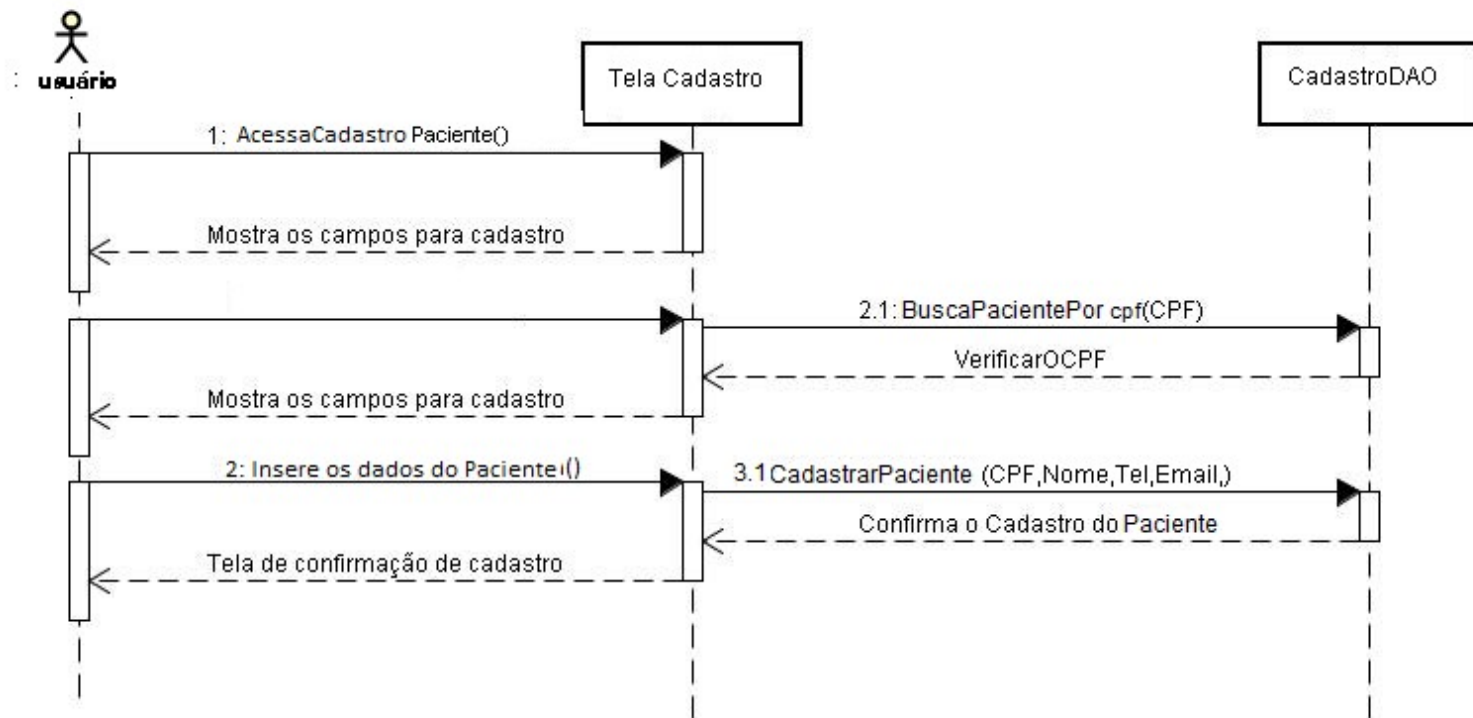 : usuário
Tela Cadastro
CadastroDAO
1: AcessaCadastro Paciente()
Mostra os campos para cadastro
2.1: BuscaPacientePor cpf(CPF)
VerificarOCPF
Mostra os campos para cadastro
2: Insere os dados do Paciente()
3.1CadastrarPaciente (CPF,Nome,Tel,Email,)
Confirma o Cadastro do Paciente
Tela de confirmação de cadastro